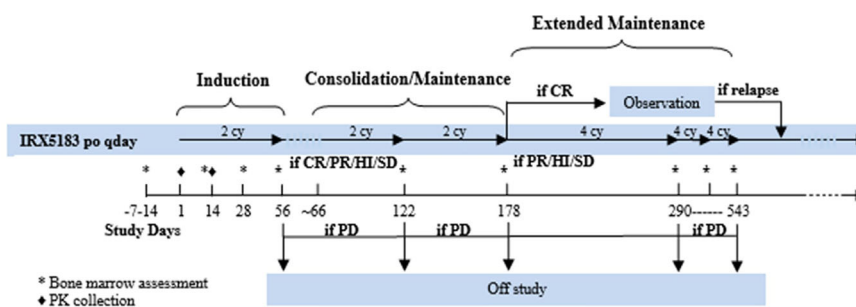 Extended Maintenance
Induction
Consolidation/Maintenance
if CR
Observation
if relapse
IRX5183 po qday
2 cy
2 cy
2 cy
4 cy
4 cy
4 cy
if CR/PR/HI/SD
if PR/HI/SD
* ♦ *♦ * * * * * * *
-7-14 1 14 28 56 ~66 122 178 290------ 543
Study Days
if PD
if PD
if PD
* Bone marrow assessment
♦ PK collection
Off study